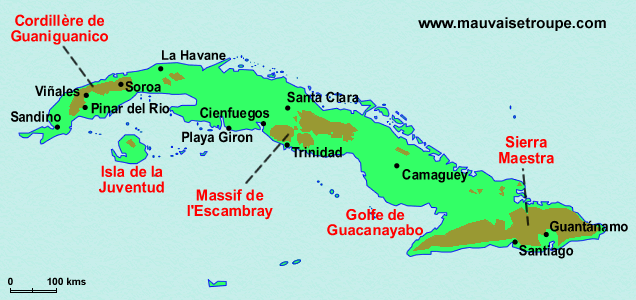 Cordillère de
Guaniguanico
www.mauvaisetroupe.com
La Havane
Viñales
Soroa
Pinar del Rio
Sandino
Santa Clara
Cienfuegos
Playa Giron
Trinidad
Isla de la
Juventud
Massif de
l'Escambray
Camaguey
Sierra
Maestra
Golfe de
Guacanayabo
Guantánamo
Santiago
0 100 kms